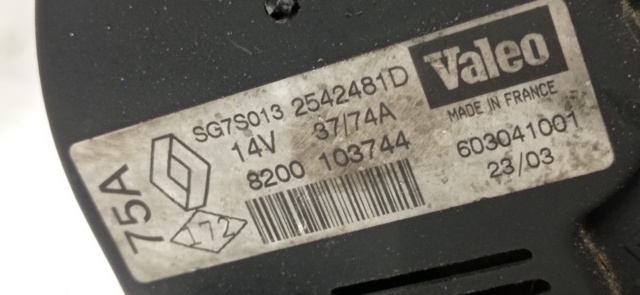 Valeo
SG7S013 2542481D
MADE IN FRANCE
14V 37/74A
603041001
8200 103744
23/03
75A
172